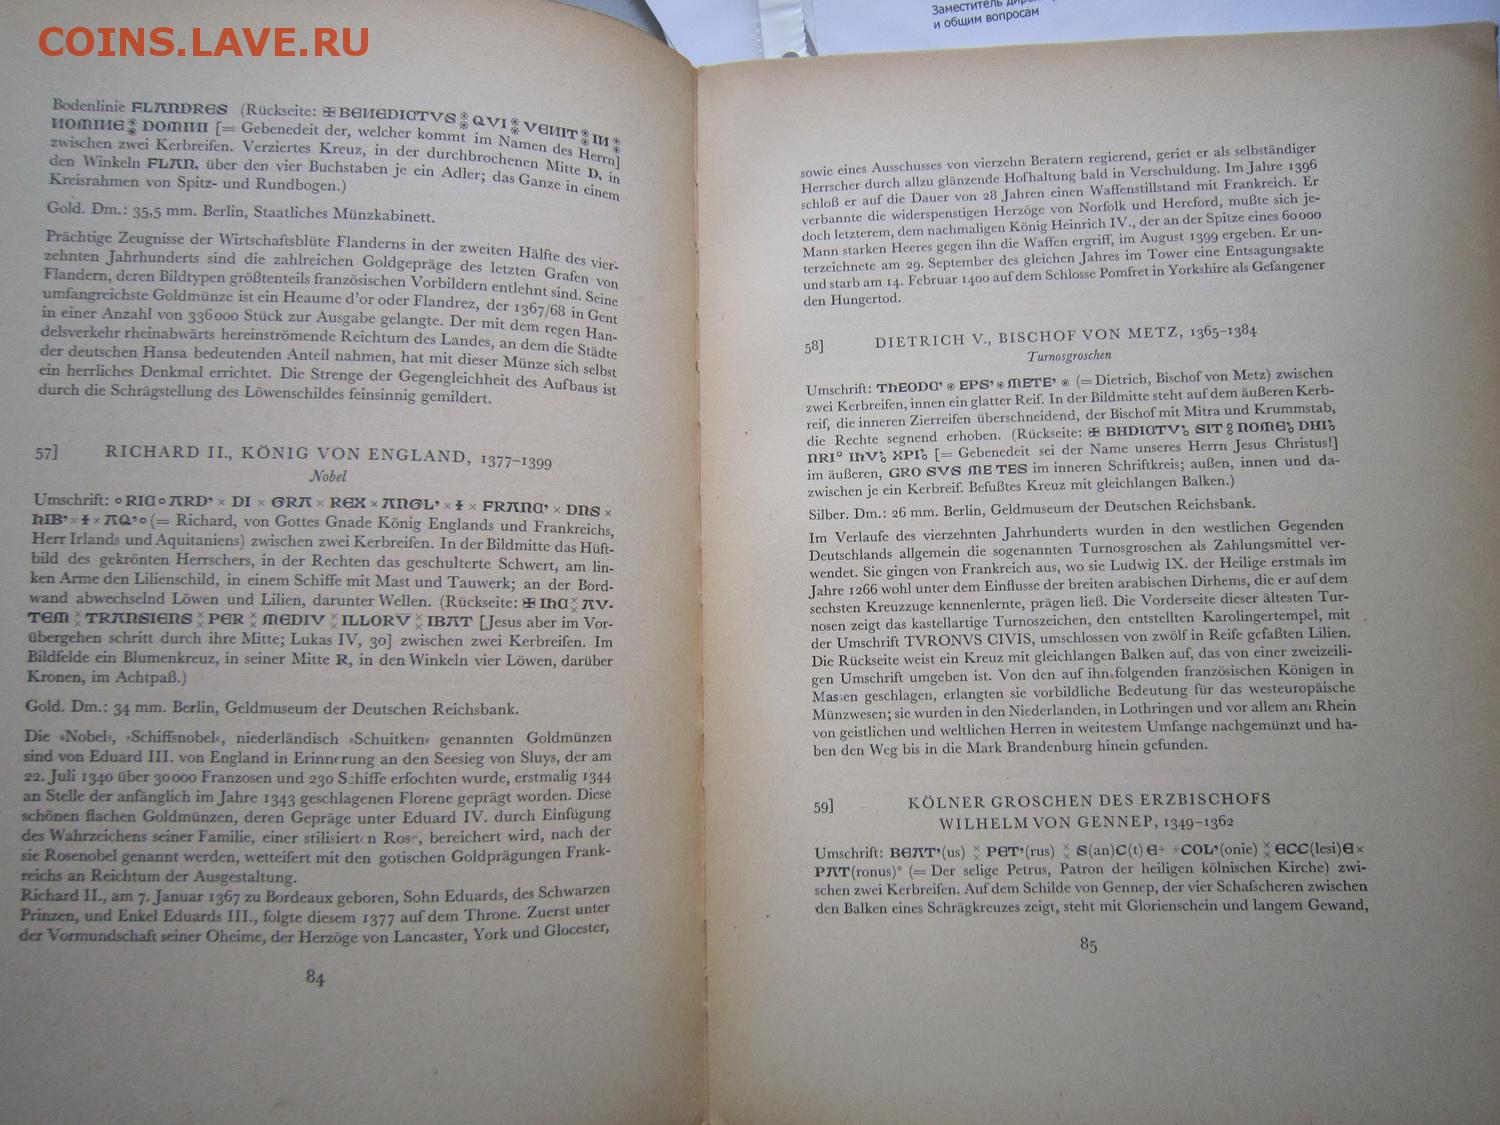 COINS.LAVE.RU
Заместитель
и общим вопросам
Bodenlinie FLANDRES (Rückseite: ✠ BENEDICTVS QVI VENIT IN
NOMINE DOMINI [= Gebenedeit der, welcher kommt im Namen des Herrn]
zwischen zwei Kerbreifen. Verziertes Kreuz, in der durchbrochenen Mitte D, in
den Winkeln FLAN, über den vier Buchstaben je ein Adler; das Ganze in einem
Kreisrahmen von Spitz- und Rundbogen.)
Gold. Dm.: 35,5 mm. Berlin, Staatliches Münzkabinett.
Prächtige Zeugnisse der Wirtschaftsblüte Flanderns in der zweiten Hälfte des vier-
zehnten Jahrhunderts sind die zahlreichen Goldgepräge des letzten Grafen von
Flandern, deren Bildtypen größtenteils französischen Vorbildern entlehnt sind. Seine
umfangreichste Goldmünze ist ein Heaume d'or oder Flandrez, der 1367/68 in Gent
in einer Anzahl von 336000 Stück zur Ausgabe gelangte. Der mit dem regen Han-
delsverkehr rheinabwärts hereinströmende Reichtum des Landes, an dem die Städte
der deutschen Hansa bedeutenden Anteil nahmen, hat mit dieser Münze sich selbst
ein herrliches Denkmal errichtet. Die Strenge der Gegengleichheit des Aufbaus ist
durch die Schrägstellung des Löwenschildes feinsinnig gemildert.
57] RICHARD II., KÖNIG VON ENGLAND, 1377–1399
Nobel
Umschrift: ∘RIC∘ARD' × DI × GRA × REX × ANGL' × ⚵ × FRANC' × DNS ×
hIB' × ⚵ × AQ'∘ (= Richard, von Gottes Gnade König Englands und Frankreichs,
Herr Irlands und Aquitaniens) zwischen zwei Kerbreifen. In der Bildmitte das Hüft-
bild des gekrönten Herrschers, in der Rechten das geschulterte Schwert, am lin-
ken Arme den Lilienschild, in einem Schiffe mit Mast und Tauwerk; an der Bord-
wand abwechselnd Löwen und Lilien, darunter Wellen. (Rückseite: ✠ IhC × AV-
TEM × TRANSIENS × PER × MEDIV × ILLORV × IBAT [Jesus aber im Vor-
übergehen schritt durch ihre Mitte; Lukas IV, 30] zwischen zwei Kerbreifen. Im
Bildfelde ein Blumenkreuz, in seiner Mitte R, in den Winkeln vier Löwen, darüber
Kronen, im Achtpaß.)
Gold. Dm.: 34 mm. Berlin, Geldmuseum der Deutschen Reichsbank.
Die »Nobel«, »Schiffsnobel«, niederländisch »Schuitken« genannten Goldmünzen
sind von Eduard III. von England in Erinnerung an den Seesieg von Sluys, der am
22. Juli 1340 über 30000 Franzosen und 230 Schiffe erfochten wurde, erstmalig 1344
an Stelle der anfänglich im Jahre 1343 geschlagenen Florene geprägt worden. Diese
schönen flachen Goldmünzen, deren Gepräge unter Eduard IV. durch Einfügung
des Wahrzeichens seiner Familie, einer stilisierten Rose, bereichert wird, nach der
sie Rosenobel genannt werden, wetteifert mit den gotischen Goldprägungen Frank-
reichs an Reichtum der Ausgestaltung.
Richard II., am 7. Januar 1367 zu Bordeaux geboren, Sohn Eduards, des Schwarzen
Prinzen, und Enkel Eduards III., folgte diesem 1377 auf dem Throne. Zuerst unter
der Vormundschaft seiner Oheime, der Herzöge von Lancaster, York und Glocester,
84
sowie eines Ausschusses von vierzehn Beratern regierend, geriet er als selbständiger
Herrscher durch allzu glänzende Hofhaltung bald in Verschuldung. Im Jahre 1396
schloß er auf die Dauer von 28 Jahren einen Waffenstillstand mit Frankreich. Er
verbannte die widerspenstigen Herzöge von Norfolk und Hereford, mußte sich je-
doch letzterem, dem nachmaligen König Heinrich IV., der an der Spitze eines 60000
Mann starken Heeres gegen ihn die Waffen ergriff, im August 1399 ergeben. Er un-
terzeichnete am 29. September des gleichen Jahres im Tower eine Entsagungsakte
und starb am 14. Februar 1400 auf dem Schlosse Pomfret in Yorkshire als Gefangener
den Hungertod.
58] DIETRICH V., BISCHOF VON METZ, 1365–1384
Turnosgroschen
Umschrift: ThEODC' ⊛ EPS' ⊛ METE' ⊛ (= Dietrich, Bischof von Metz) zwischen
zwei Kerbreifen, innen ein glatter Reif. In der Bildmitte steht auf dem äußeren Kerb-
reif, die inneren Zierreifen überschneidend, der Bischof mit Mitra und Krummstab,
die Rechte segnend erhoben. (Rückseite: ✠ BHDICTV SIT NOME DHI
NRI° IhV XPI [= Gebenedeit sei der Name unseres Herrn Jesus Christus!]
im äußeren, GRO SVS ME TES im inneren Schriftkreis; außen, innen und da-
zwischen je ein Kerbreif. Befußtes Kreuz mit gleichlangen Balken.)
Silber. Dm.: 26 mm. Berlin, Geldmuseum der Deutschen Reichsbank.
Im Verlaufe des vierzehnten Jahrhunderts wurden in den westlichen Gegenden
Deutschlands allgemein die sogenannten Turnosgroschen als Zahlungsmittel ver-
wendet. Sie gingen von Frankreich aus, wo sie Ludwig IX. der Heilige erstmals im
Jahre 1266 wohl unter dem Einflusse der breiten arabischen Dirhems, die er auf dem
sechsten Kreuzzuge kennenlernte, prägen ließ. Die Vorderseite dieser ältesten Tur-
nosen zeigt das kastellartige Turnoszeichen, den entstellten Karolingertempel, mit
der Umschrift TVRONVS CIVIS, umschlossen von zwölf in Reife gefaßten Lilien.
Die Rückseite weist ein Kreuz mit gleichlangen Balken auf, das von einer zweizeili-
gen Umschrift umgeben ist. Von den auf ihn folgenden französischen Königen in
Massen geschlagen, erlangten sie vorbildliche Bedeutung für das westeuropäische
Münzwesen; sie wurden in den Niederlanden, in Lothringen und vor allem am Rhein
von geistlichen und weltlichen Herren in weitestem Umfange nachgemünzt und ha-
ben den Weg bis in die Mark Brandenburg hinein gefunden.
59] KÖLNER GROSCHEN DES ERZBISCHOFS
WILHELM VON GENNEP, 1349–1362
Umschrift: BEAT'(us) × PET'(rus) × S(an)C(t)E+ +COL'(onie) × ECC(lesi)E×
PAT(ronus)° (= Der selige Petrus, Patron der heiligen kölnischen Kirche) zwi-
schen zwei Kerbreifen. Auf dem Schilde von Gennep, der vier Schafscheren zwischen
den Balken eines Schrägkreuzes zeigt, steht mit Glorienschein und langem Gewand,
85